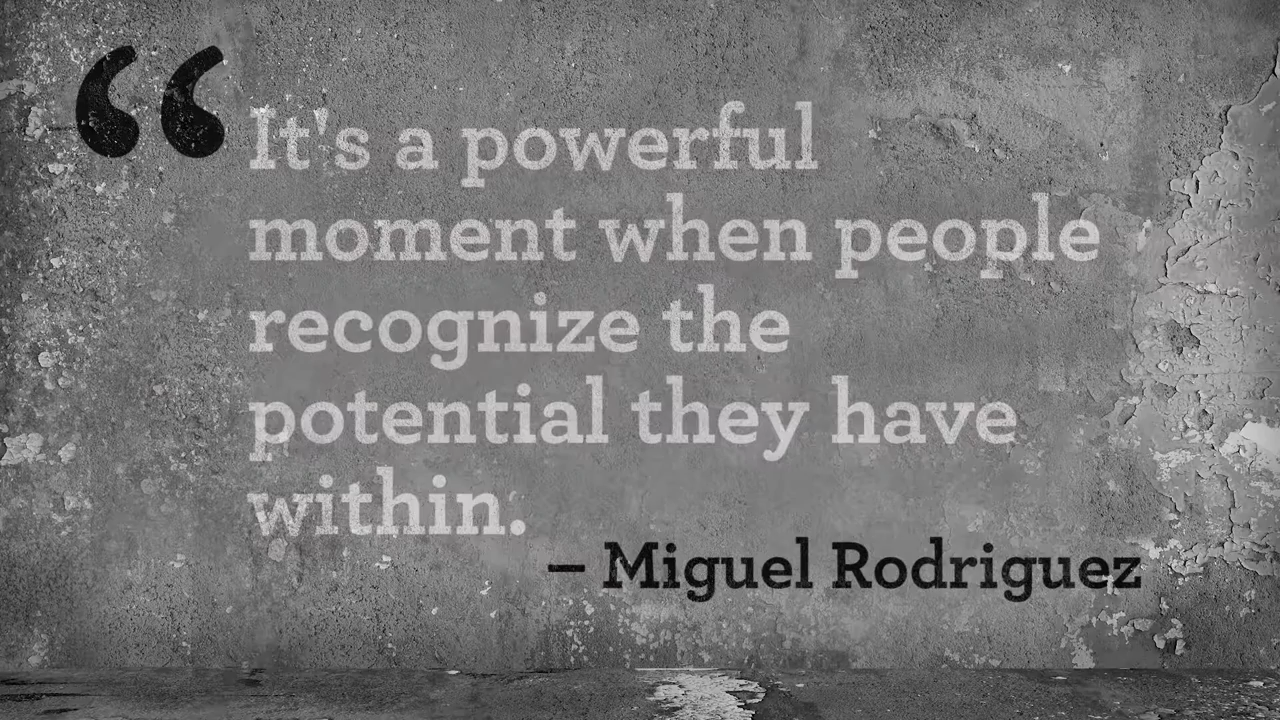 “
It's a powerful
moment when people
recognize the
potential they have
within.
– Miguel Rodriguez